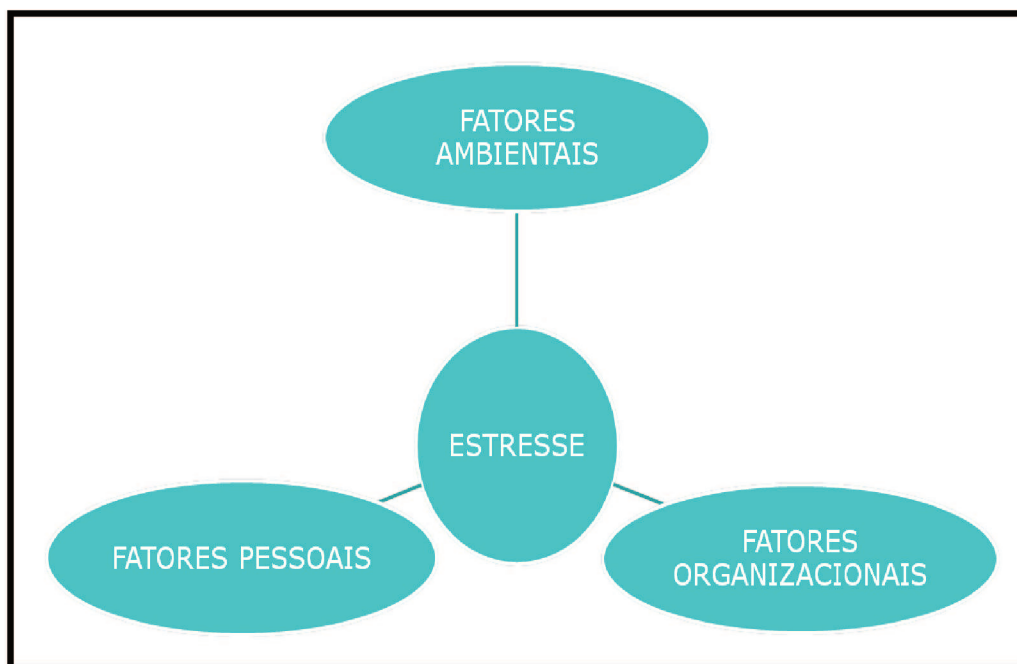 FATORES
AMBIENTAIS
ESTRESSE
FATORES PESSOAIS
FATORES
ORGANIZACIONAIS